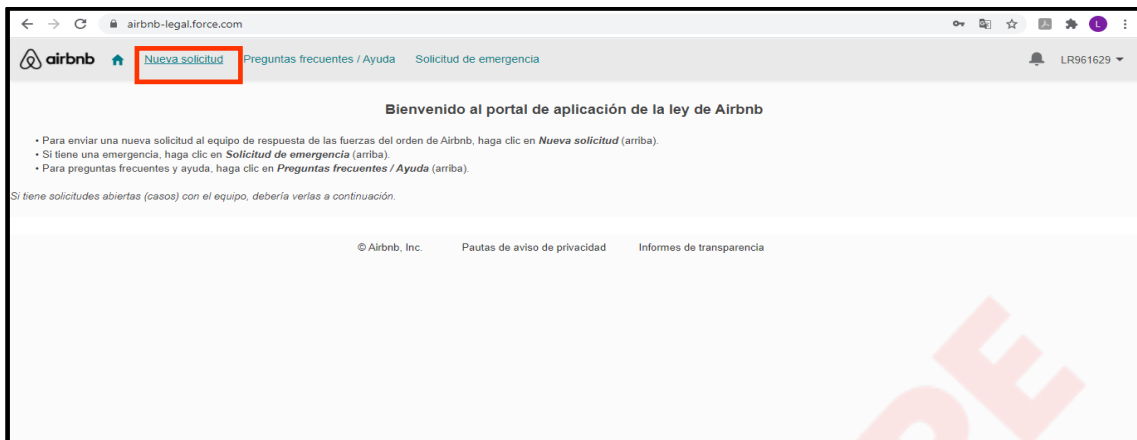 airbnb-legal.force.com
L
airbnb Nueva solicitud Preguntas frecuentes / Ayuda Solicitud de emergencia LR961629
Bienvenido al portal de aplicación de la ley de Airbnb
• Para enviar una nueva solicitud al equipo de respuesta de las fuerzas del orden de Airbnb, haga clic en Nueva solicitud (arriba).
• Si tiene una emergencia, haga clic en Solicitud de emergencia (arriba).
• Para preguntas frecuentes y ayuda, haga clic en Preguntas frecuentes / Ayuda (arriba).
Si tiene solicitudes abiertas (casos) con el equipo, debería verlas a continuación.
© Airbnb, Inc. Pautas de aviso de privacidad Informes de transparencia
PE